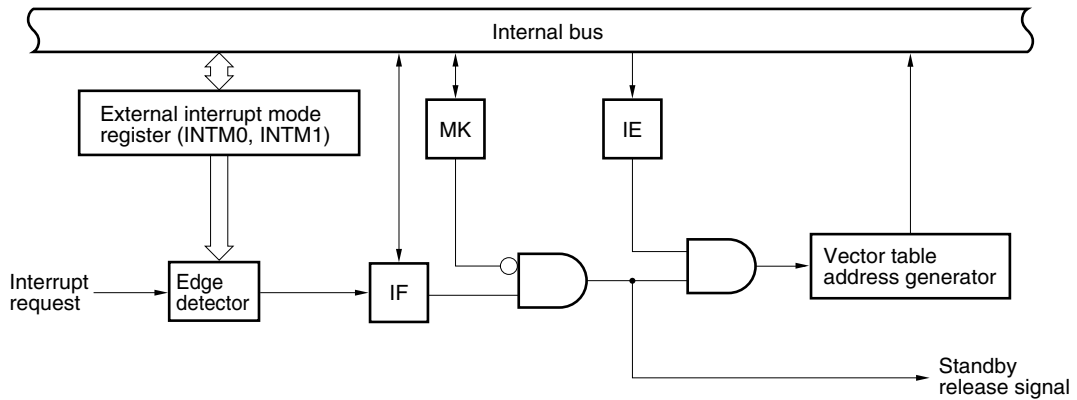 Internal bus
External interrupt mode
register (INTM0, INTM1)
MK
IE
Interrupt
request
Edge
detector
IF
Vector table
address generator
Standby
release signal